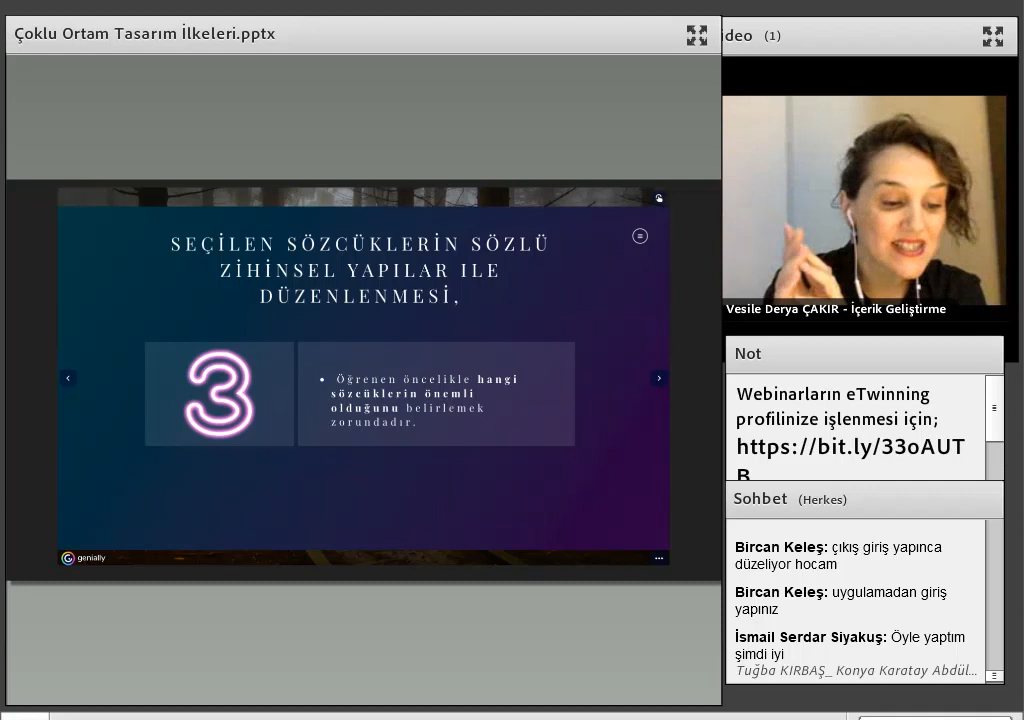 Çoklu Ortam Tasarım İlkeleri.pptx
ideo (1)
SEÇİLEN SÖZCÜKLERİN SÖZLÜ
ZİHİNSEL YAPILAR ILE
DÜZENLENMESİ,
3
• Öğrenen öncelikle hangi
sözcüklerin önemli
olduğunu belirlemek
zorundadır.
genially
Vesile Derya ÇAKIR - İçerik Geliştirme
Not
Webinarların eTwinning
profilinize işlenmesi için;
https://bit.ly/33oAUT
B
Sohbet (Herkes)
Bircan Keleş: çıkış giriş yapınca
düzeliyor hocam
Bircan Keleş: uygulamadan giriş
yapınız
İsmail Serdar Siyakuş: Öyle yaptım
şimdi iyi
Tuğba KIRBAŞ_ Konya Karatay Abdül...